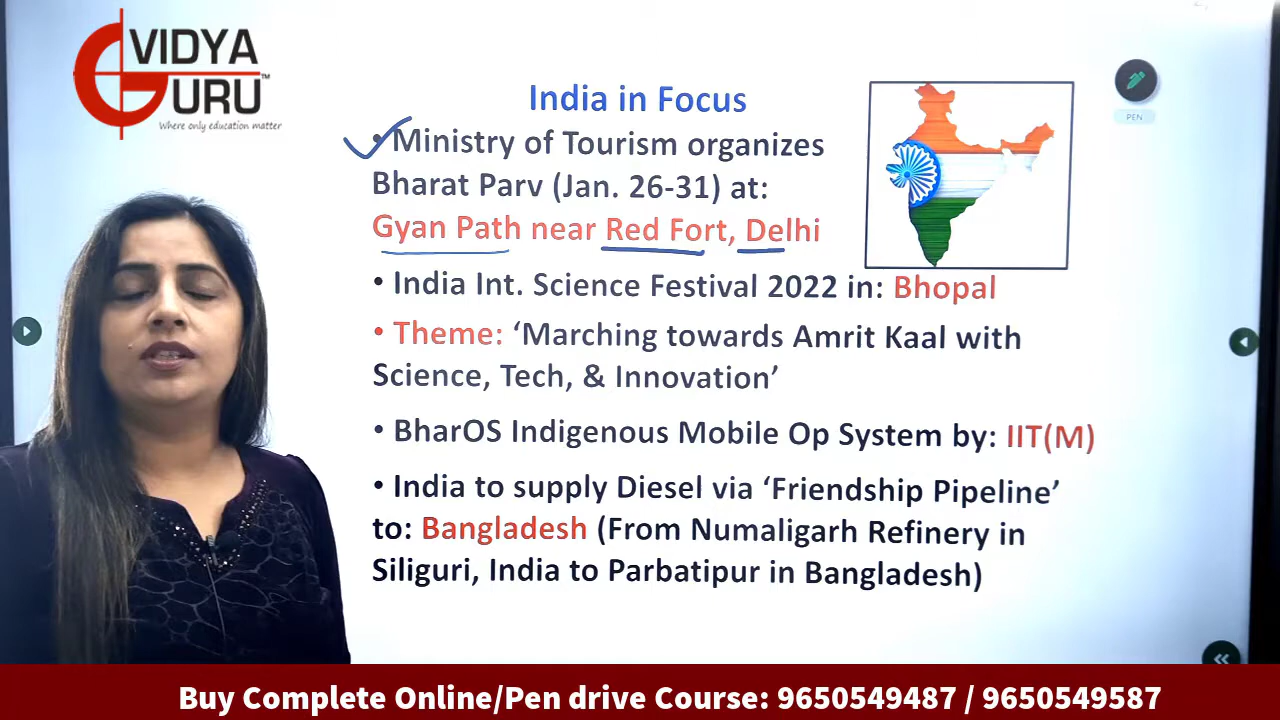 VIDYA
GURU™
Where only education matter
India in Focus
PEN
• Ministry of Tourism organizes
Bharat Parv (Jan. 26-31) at:
Gyan Path near Red Fort, Delhi
• India Int. Science Festival 2022 in: Bhopal
• Theme: ‘Marching towards Amrit Kaal with
Science, Tech, & Innovation’
• BharOS Indigenous Mobile Op System by: IIT(M)
• India to supply Diesel via ‘Friendship Pipeline’
to: Bangladesh (From Numaligarh Refinery in
Siliguri, India to Parbatipur in Bangladesh)
Buy Complete Online/Pen drive Course: 9650549487 / 9650549587